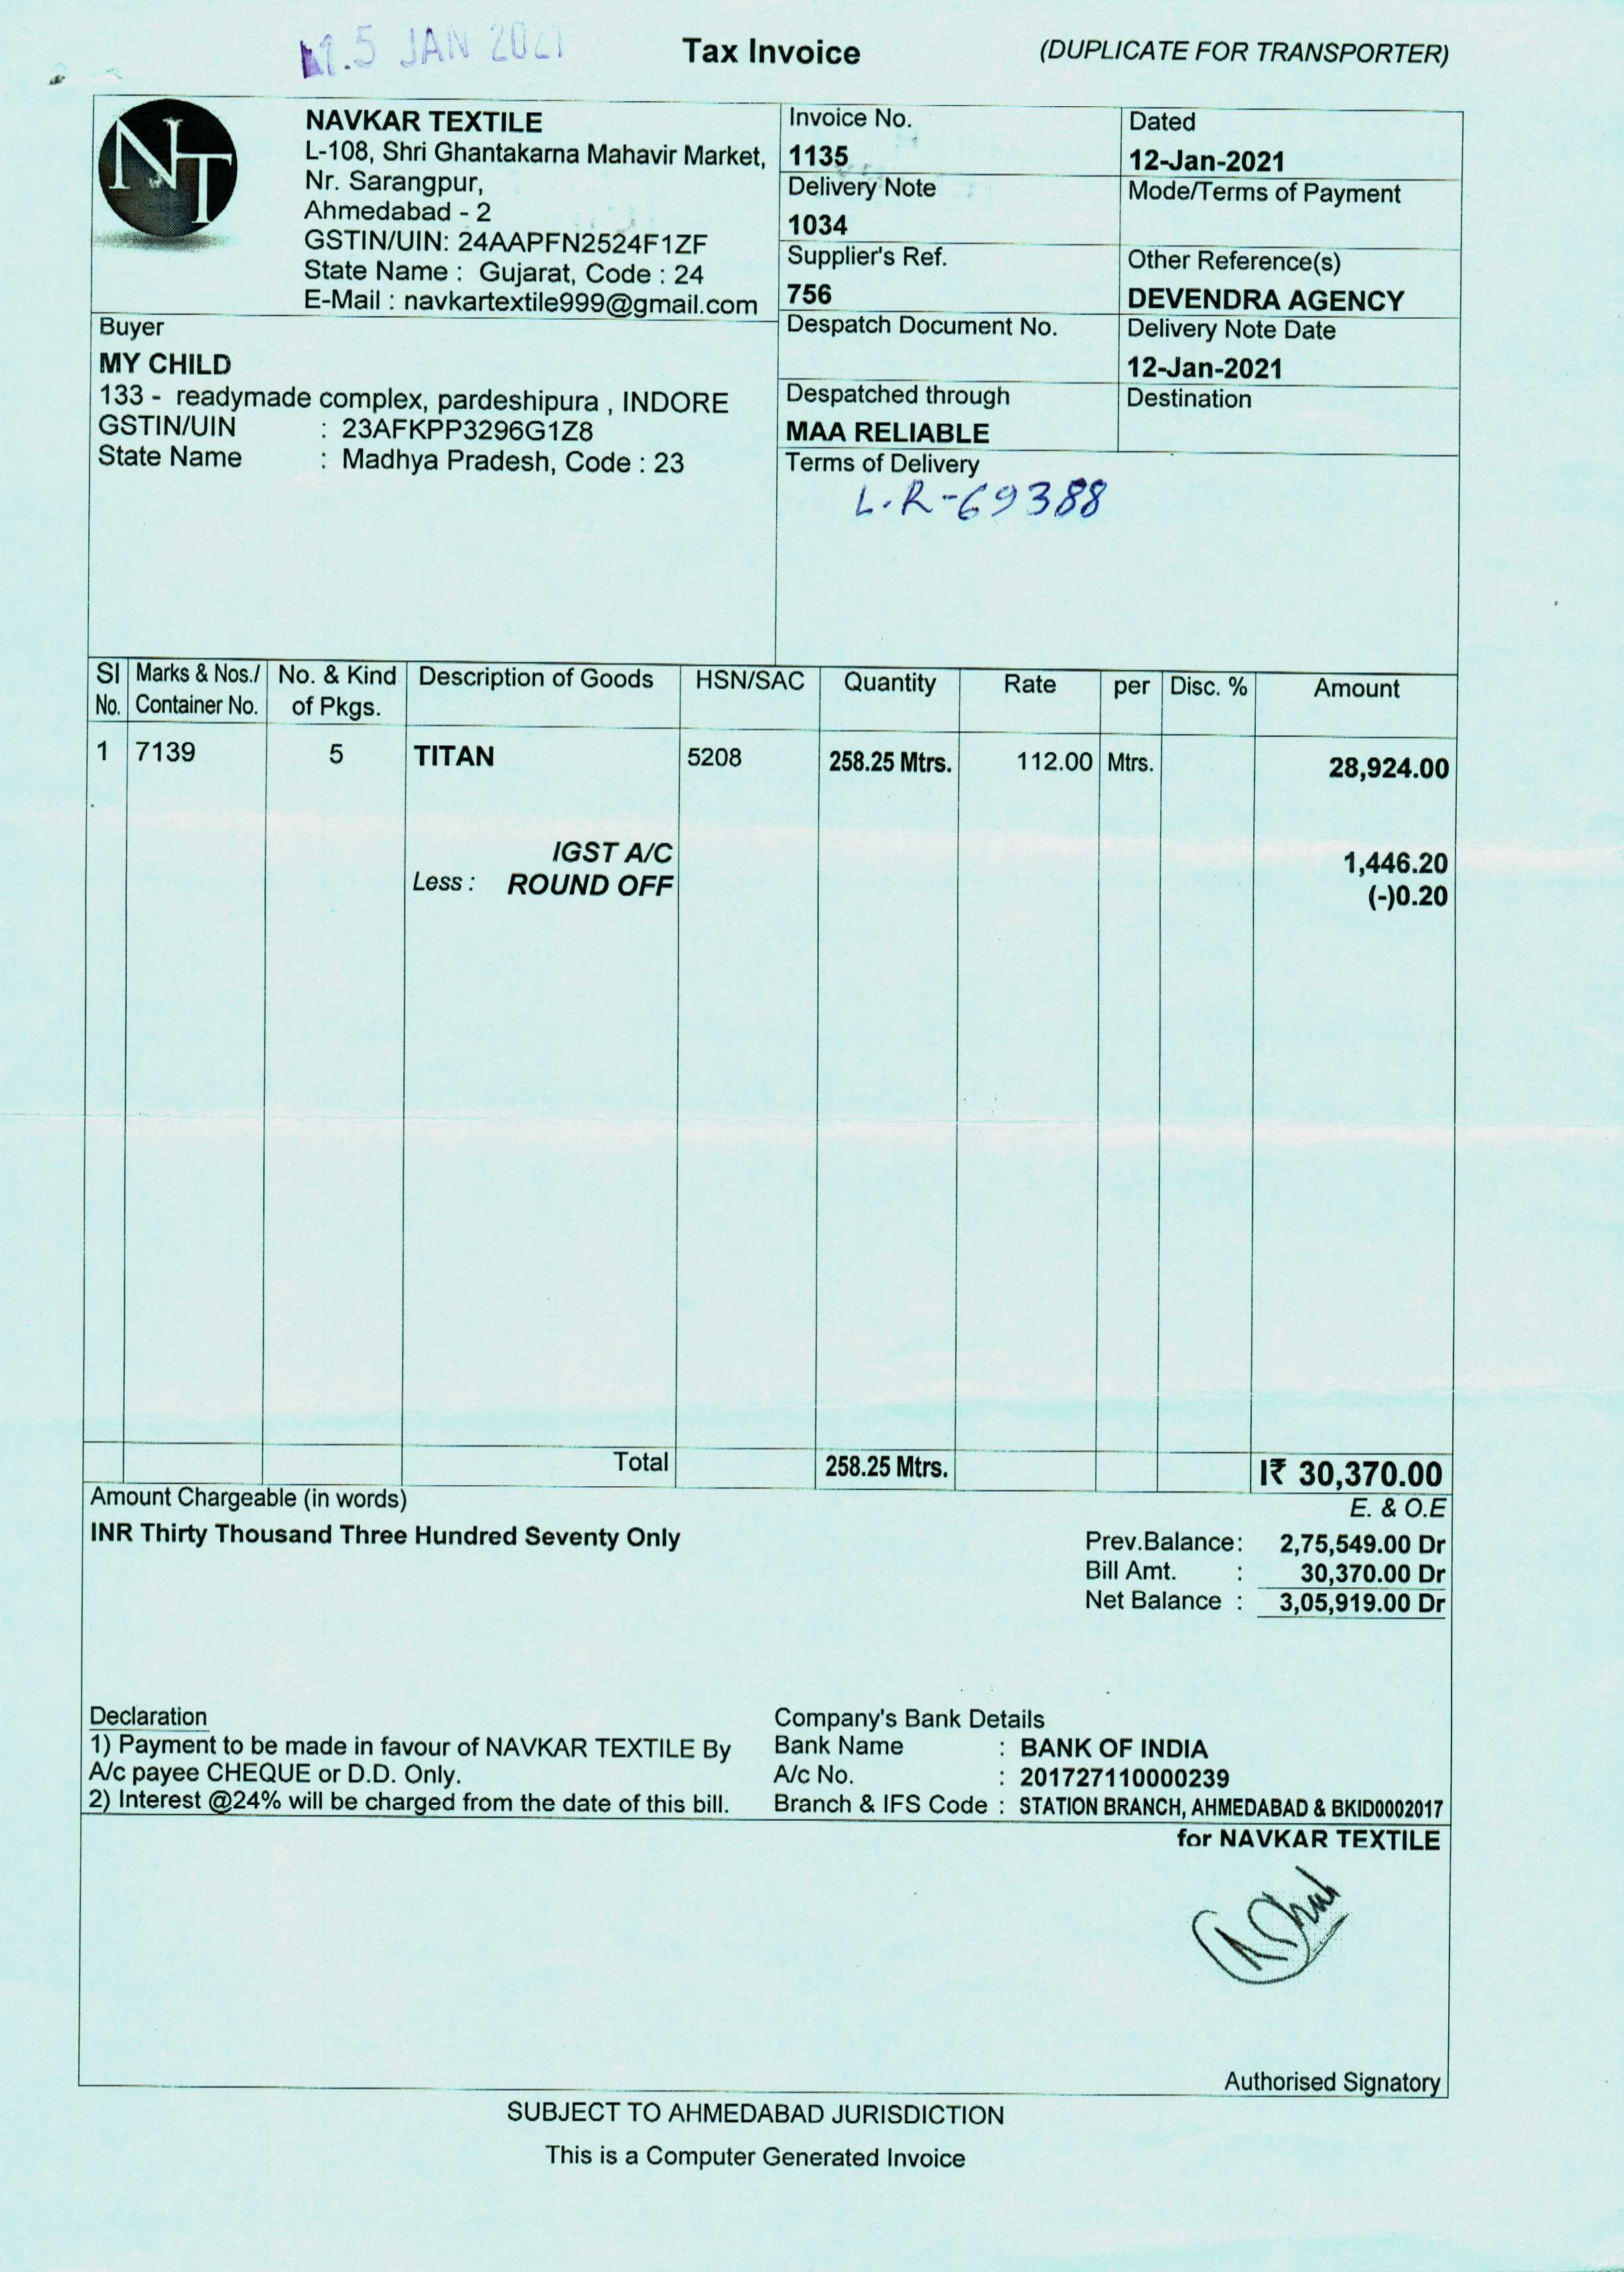 15 JAN 2021
Tax Invoice
(DUPLICATE FOR TRANSPORTER)
NT
NAVKAR TEXTILE
L-108, Shri Ghantakarna Mahavir Market,
Nr. Sarangpur,
Ahmedabad - 2
GSTIN/UIN: 24AAPFN2524F1ZF
State Name : Gujarat, Code : 24
E-Mail : navkartextile999@gmail.com
Invoice No.
1135
Dated
12-Jan-2021
Delivery Note
1034
Mode/Terms of Payment
Supplier's Ref.
756
Other Reference(s)
DEVENDRA AGENCY
Buyer
MY CHILD
133 - readymade complex, pardeshipura , INDORE
GSTIN/UIN : 23AFKPP3296G1Z8
State Name : Madhya Pradesh, Code : 23
Despatch Document No.
Delivery Note Date
12-Jan-2021
Despatched through
MAA RELIABLE
Destination
Terms of Delivery
L.R-69388
Sl No. Marks & Nos./ Container No. No. & Kind of Pkgs. Description of Goods HSN/SAC Quantity Rate per Disc. % Amount
1 7139 5 TITAN 5208 258.25 Mtrs. 112.00 Mtrs. 28,924.00
IGST A/C 1,446.20
Less : ROUND OFF (-)0.20
Total 258.25 Mtrs. I₹ 30,370.00
Amount Chargeable (in words) E. & O.E
INR Thirty Thousand Three Hundred Seventy Only
Prev.Balance: 2,75,549.00 Dr
Bill Amt. : 30,370.00 Dr
Net Balance : 3,05,919.00 Dr
Declaration
1) Payment to be made in favour of NAVKAR TEXTILE By
A/c payee CHEQUE or D.D. Only.
2) Interest @24% will be charged from the date of this bill.
Company's Bank Details
Bank Name : BANK OF INDIA
A/c No. : 201727110000239
Branch & IFS Code : STATION BRANCH, AHMEDABAD & BKID0002017
for NAVKAR TEXTILE
Authorised Signatory
SUBJECT TO AHMEDABAD JURISDICTION
This is a Computer Generated Invoice